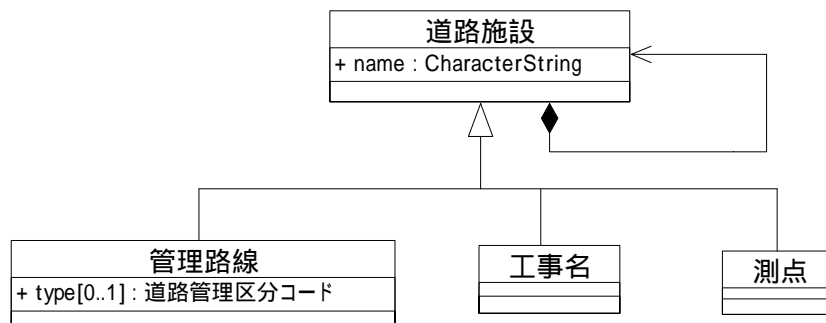 道路施設
+ name : CharacterString
管理路線
+ type[0..1] : 道路管理区分コード
工事名
測点